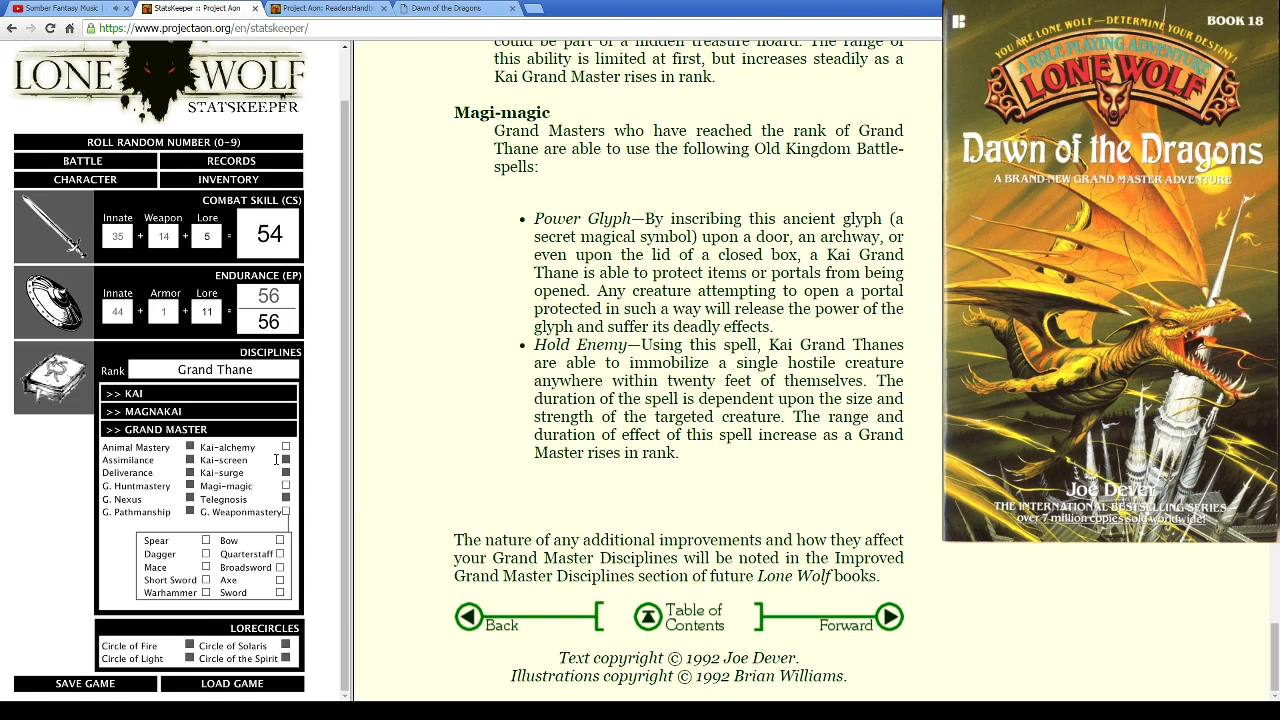 Somber Fantasy Music
StatsKeeper :: Project Aon
Project Aon: ReadersHandb
Dawn of the Dragons
https://www.projectaon.org/en/statskeeper/
LONE WOLF
STATSKEEPER
ROLL RANDOM NUMBER (0-9)
BATTLE RECORDS
CHARACTER INVENTORY
COMBAT SKILL (CS)
Innate Weapon Lore
35 + 14 + 5 = 54
ENDURANCE (EP)
Innate Armor Lore 56
44 + 1 + 11 = 56
DISCIPLINES
Rank Grand Thane
>> KAI
>> MAGNAKAI
>> GRAND MASTER
Animal Mastery Kai-alchemy
Assimilance Kai-screen
Deliverance Kai-surge
G. Huntmastery Magi-magic
G. Nexus Telegnosis
G. Pathmanship G. Weaponmastery
Spear Bow
Dagger Quarterstaff
Mace Broadsword
Short Sword Axe
Warhammer Sword
LORECIRCLES
Circle of Fire Circle of Solaris
Circle of Light Circle of the Spirit
SAVE GAME LOAD GAME
could be part of a hidden treasure hoard. The range of
this ability is limited at first, but increases steadily as a
Kai Grand Master rises in rank.
Magi-magic
Grand Masters who have reached the rank of Grand
Thane are able to use the following Old Kingdom Battle-
spells:
• Power Glyph—By inscribing this ancient glyph (a
secret magical symbol) upon a door, an archway, or
even upon the lid of a closed box, a Kai Grand
Thane is able to protect items or portals from being
opened. Any creature attempting to open a portal
protected in such a way will release the power of the
glyph and suffer its deadly effects.
• Hold Enemy—Using this spell, Kai Grand Thanes
are able to immobilize a single hostile creature
anywhere within twenty feet of themselves. The
duration of the spell is dependent upon the size and
strength of the targeted creature. The range and
duration of effect of this spell increase as a Grand
Master rises in rank.
The nature of any additional improvements and how they affect
your Grand Master Disciplines will be noted in the Improved
Grand Master Disciplines section of future Lone Wolf books.
Back
Table of
Contents
Forward
Text copyright © 1992 Joe Dever.
Illustrations copyright © 1992 Brian Williams.
B
BOOK 18
YOU ARE LONE WOLF—DETERMINE YOUR DESTINY!
A ROLE PLAYING ADVENTURE
LONE WOLF
Dawn of the Dragons
A BRAND-NEW GRAND MASTER ADVENTURE
Joe Dever
THE INTERNATIONAL BESTSELLING SERIES—
over 7 million copies sold worldwide!